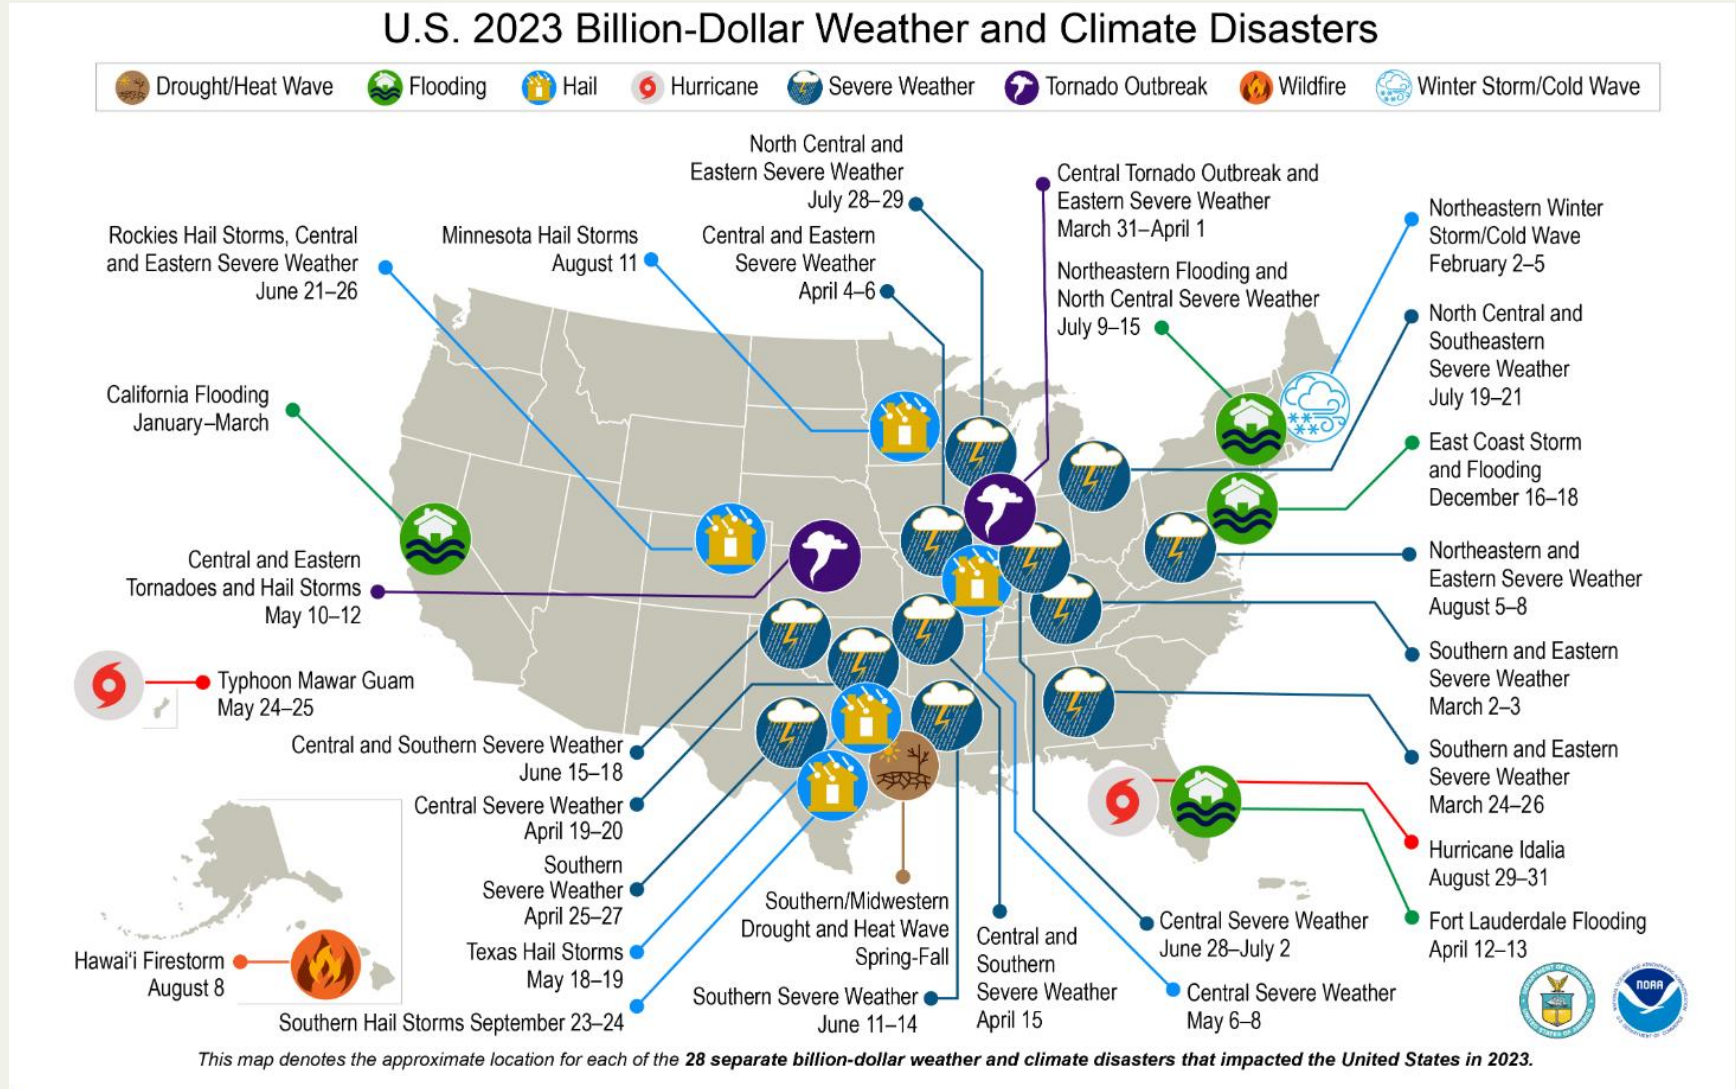 U.S. 2023 Billion-Dollar Weather and Climate Disasters
Drought/Heat Wave
Flooding
Hail
Hurricane
Severe Weather
Tornado Outbreak
Wildfire
Winter Storm/Cold Wave
North Central and
Eastern Severe Weather
July 28–29
Central Tornado Outbreak and
Eastern Severe Weather
March 31–April 1
Northeastern Winter
Storm/Cold Wave
February 2–5
Rockies Hail Storms, Central
and Eastern Severe Weather
June 21–26
Minnesota Hail Storms
August 11
Central and Eastern
Severe Weather
April 4–6
Northeastern Flooding and
North Central Severe Weather
July 9–15
North Central and
Southeastern
Severe Weather
July 19–21
California Flooding
January–March
East Coast Storm
and Flooding
December 16–18
Central and Eastern
Tornadoes and Hail Storms
May 10–12
Northeastern and
Eastern Severe Weather
August 5–8
Typhoon Mawar Guam
May 24–25
Southern and Eastern
Severe Weather
March 2–3
Central and Southern Severe Weather
June 15–18
Southern and Eastern
Severe Weather
March 24–26
Central Severe Weather
April 19–20
Southern
Severe Weather
April 25–27
Hurricane Idalia
August 29–31
Texas Hail Storms
May 18–19
Southern/Midwestern
Drought and Heat Wave
Spring-Fall
Central and
Southern
Severe Weather
April 15
Central Severe Weather
June 28–July 2
Fort Lauderdale Flooding
April 12–13
Hawai‘i Firestorm
August 8
Southern Hail Storms September 23–24
Southern Severe Weather
June 11–14
Central Severe Weather
May 6–8
NOAA
This map denotes the approximate location for each of the 28 separate billion-dollar weather and climate disasters that impacted the United States in 2023.